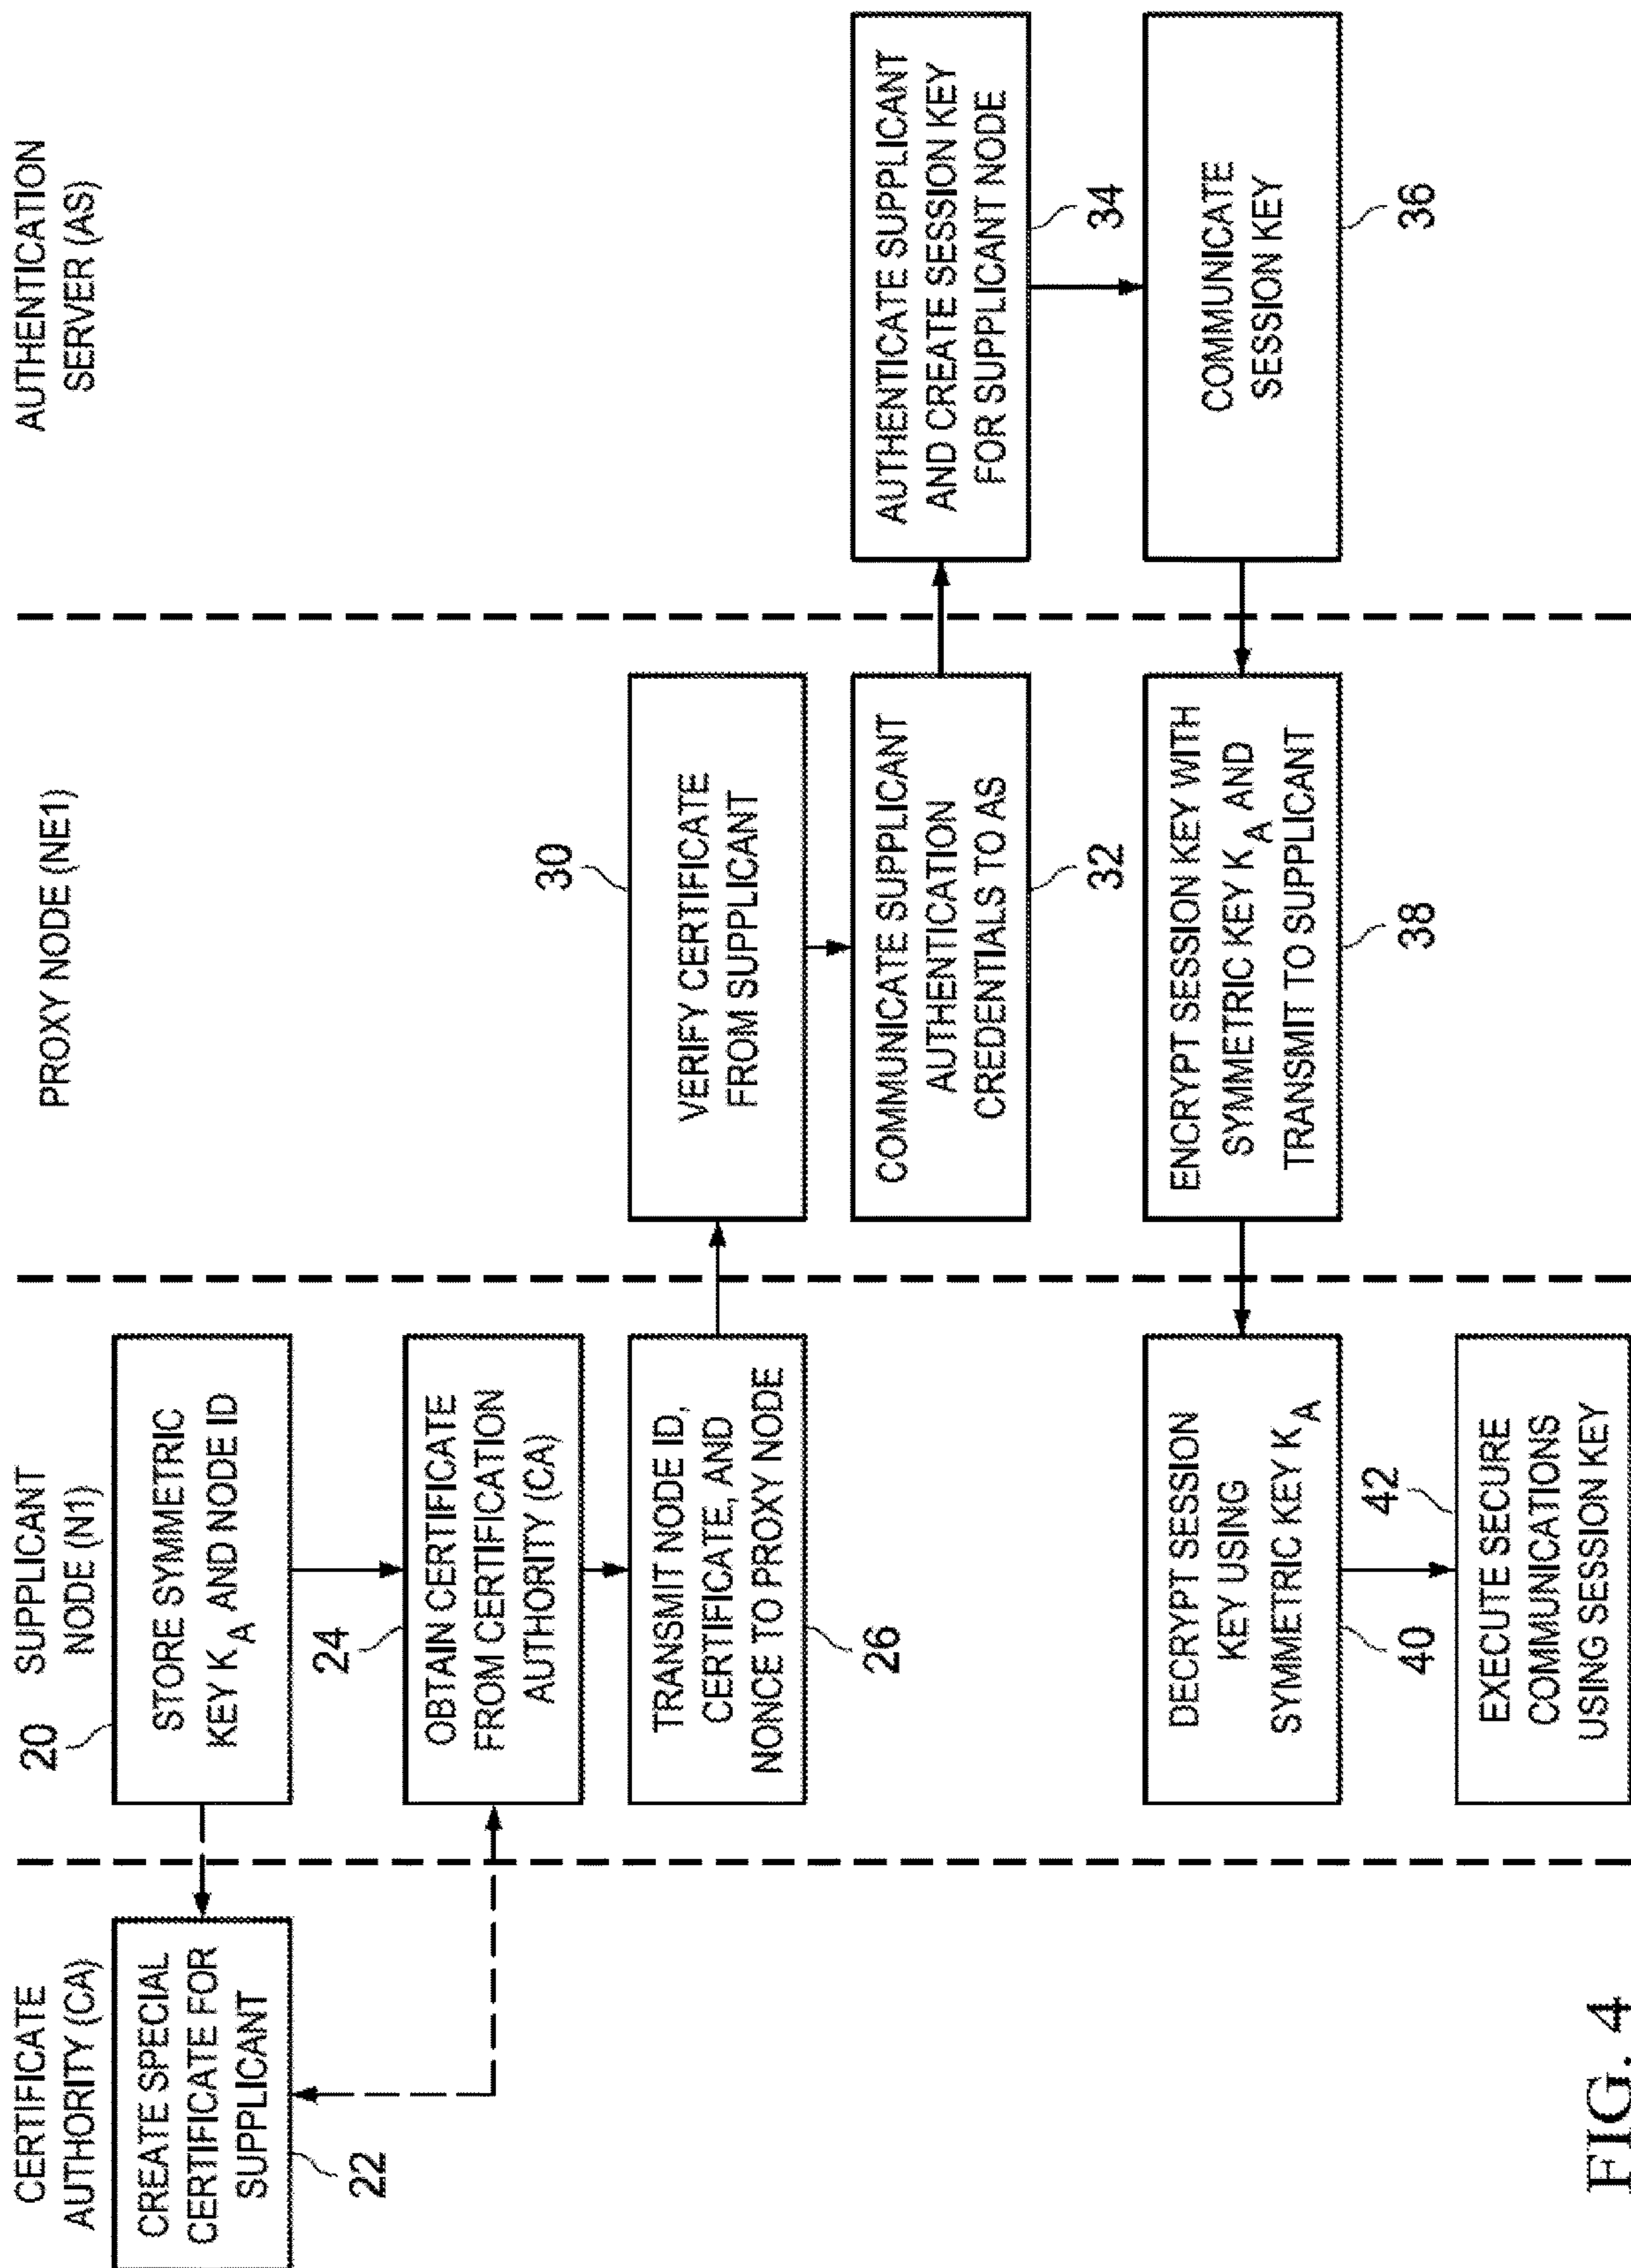 CERTIFICATE
AUTHORITY (CA)
SUPPLICANT
NODE (N1)
PROXY NODE (NE1)
AUTHENTICATION
SERVER (AS)
CREATE SPECIAL
CERTIFICATE FOR
SUPPLICANT
22
20
STORE SYMMETRIC
KEY K A AND NODE ID
24
OBTAIN CERTIFICATE
FROM CERTIFICATION
AUTHORITY (CA)
TRANSMIT NODE ID,
CERTIFICATE, AND
NONCE TO PROXY NODE
26
30
VERIFY CERTIFICATE
FROM SUPPLICANT
COMMUNICATE SUPPLICANT
AUTHENTICATION
CREDENTIALS TO AS
32
AUTHENTICATE SUPPLICANT
AND CREATE SESSION KEY
FOR SUPPLICANT NODE
34
COMMUNICATE
SESSION KEY
36
ENCRYPT SESSION KEY WITH
SYMMETRIC KEY K A AND
TRANSMIT TO SUPPLICANT
38
DECRYPT SESSION
KEY USING
SYMMETRIC KEY K A
40
42
EXECUTE SECURE
COMMUNICATIONS
USING SESSION KEY
FIG. 4